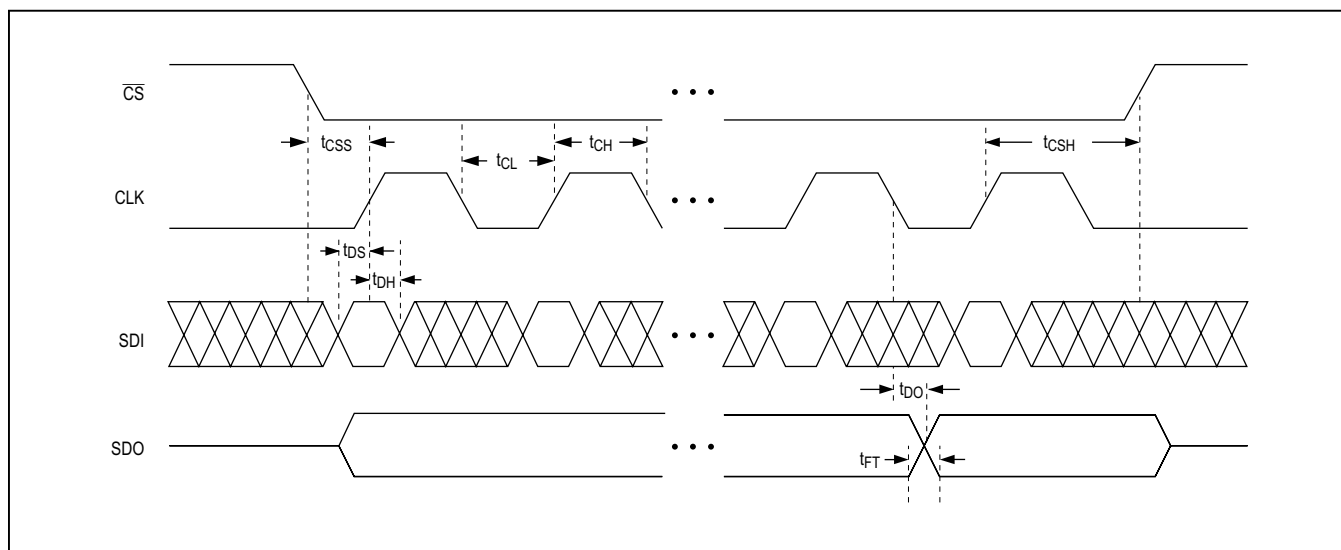 CS
tCSS
tCL
tCH
tCSH
CLK
tDS
tDH
SDI
tDO
SDO
tFT